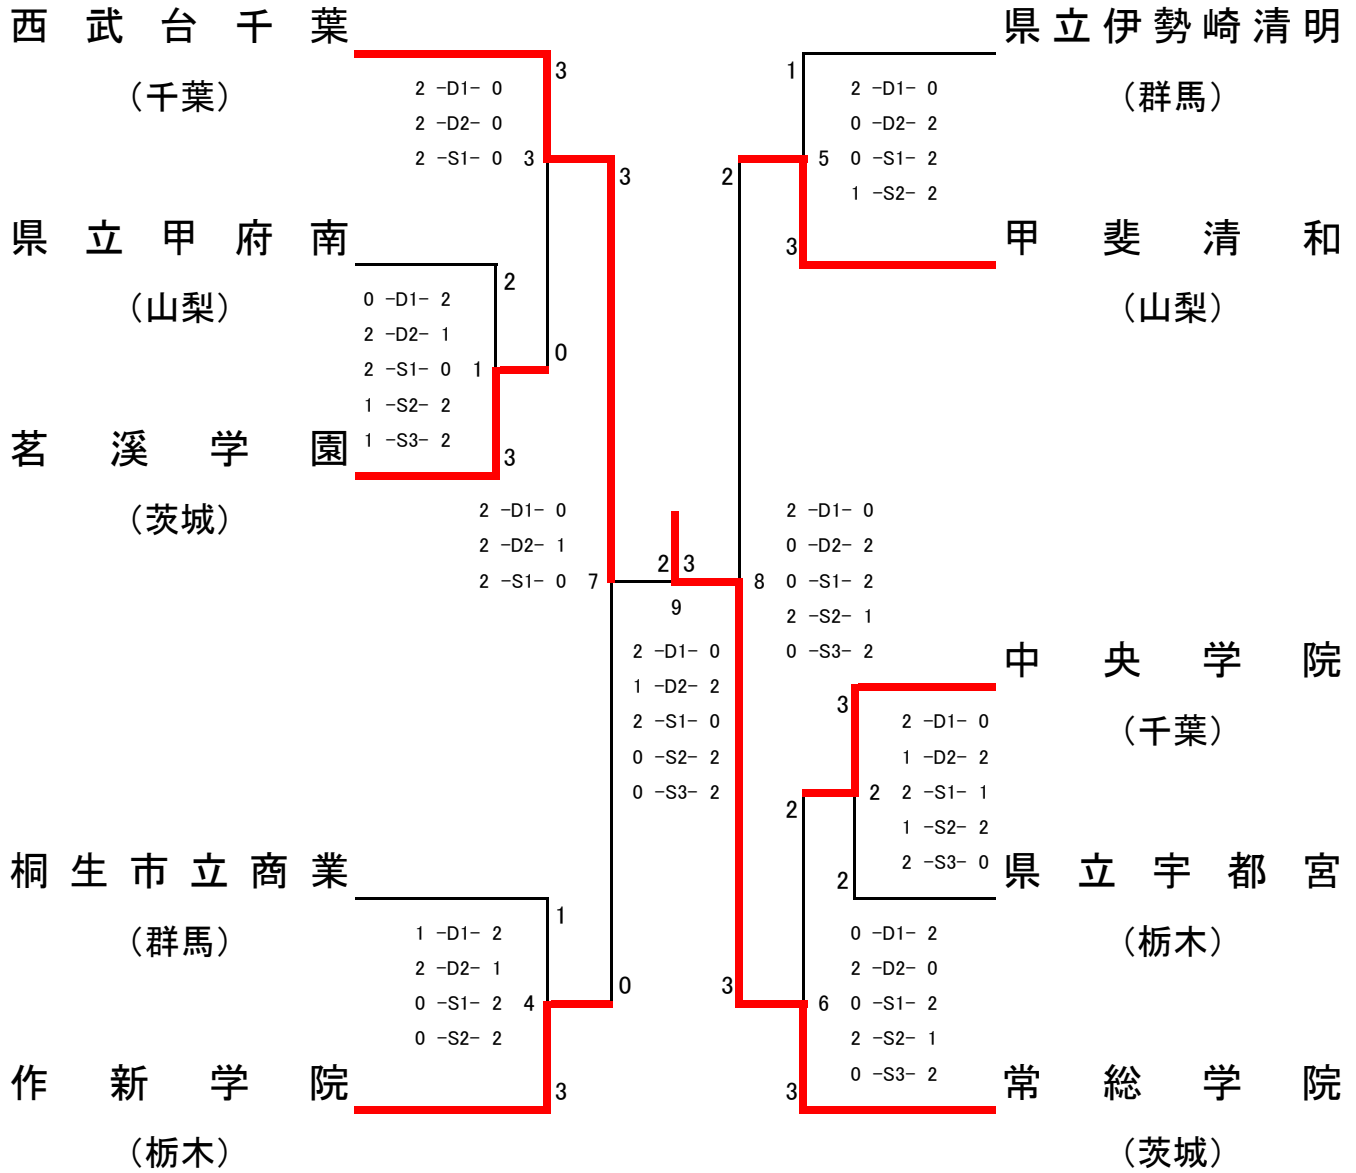 西武台千葉
（千葉）
3
2 -D1- 0
2 -D2- 0
2 -S1- 0 3
3
県立甲府南
（山梨）
2
0 -D1- 2
2 -D2- 1
2 -S1- 0 1
1 -S2- 2
1 -S3- 2
0
茗溪学園
（茨城）
3
2 -D1- 0
2 -D2- 1
2 -S1- 0 7
桐生市立商業
（群馬）
1
1 -D1- 2
2 -D2- 1
0 -S1- 2 4
0 -S2- 2
0
作新学院
（栃木）
3
2 3
9
2 -D1- 0
1 -D2- 2
2 -S1- 0
0 -S2- 2
0 -S3- 2
県立伊勢崎清明
（群馬）
1
2 -D1- 0
0 -D2- 2
5 0 -S1- 2
1 -S2- 2
2
甲斐清和
（山梨）
3
2 -D1- 0
0 -D2- 2
8 0 -S1- 2
2 -S2- 1
0 -S3- 2
中央学院
（千葉）
3
2 -D1- 0
1 -D2- 2
2 2 -S1- 1
1 -S2- 2
2 -S3- 0
2
県立宇都宮
（栃木）
2
0 -D1- 2
2 -D2- 0
6 0 -S1- 2
2 -S2- 1
0 -S3- 2
3
常総学院
（茨城）
3